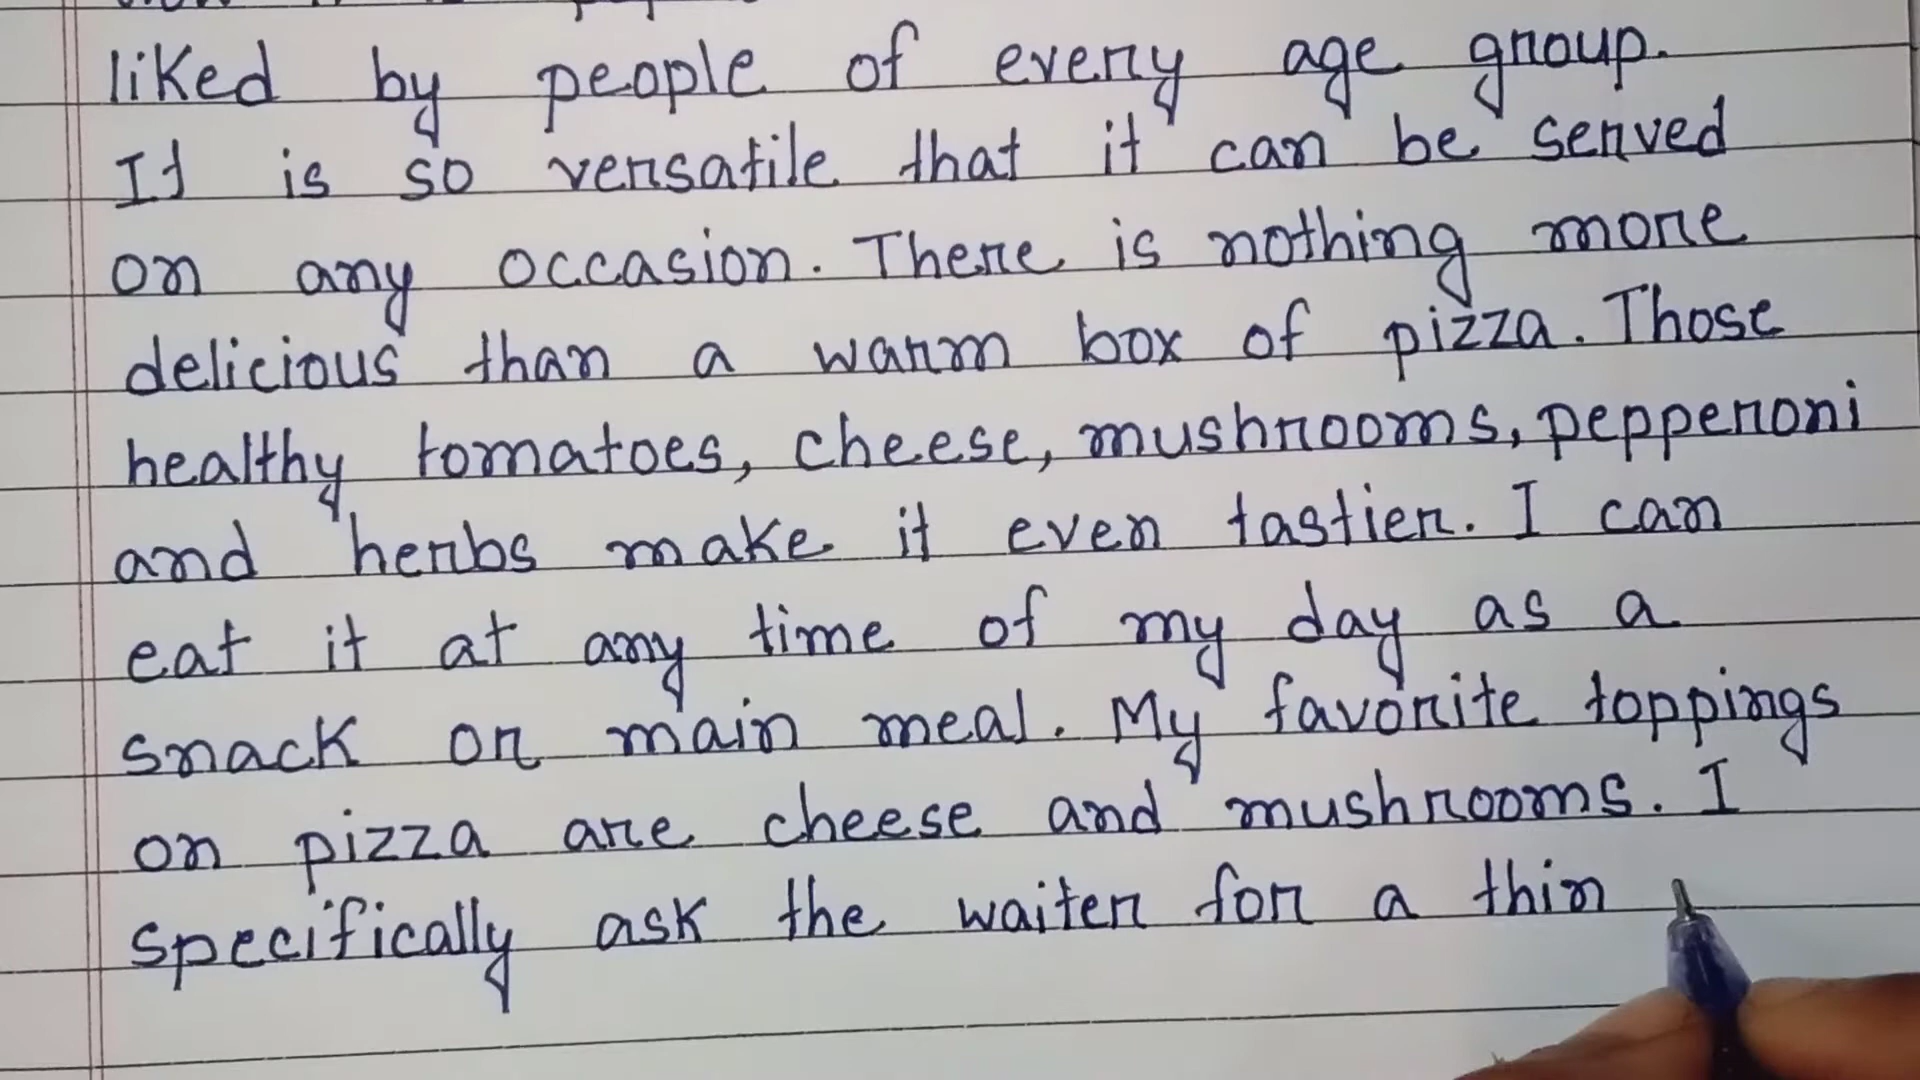 liked by people of every age group.
It is so versatile that it can be served
on any occasion. There is nothing more
delicious than a warm box of pizza. Those
healthy tomatoes, cheese, mushrooms, pepperoni
and herbs make it even tastier. I can
eat it at any time of my day as a
snack or main meal. My favorite toppings
on pizza are cheese and mushrooms. I
specifically ask the waiter for a thin